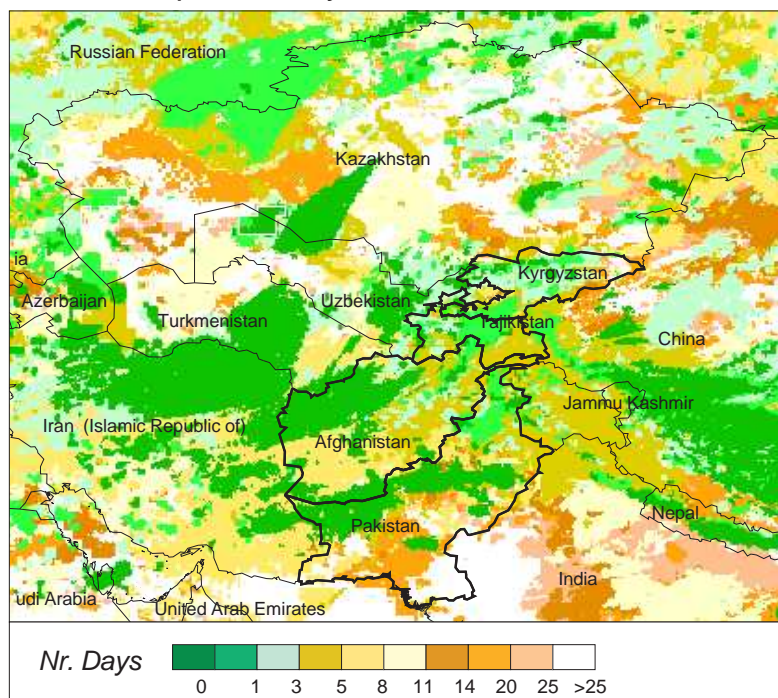 Russian Federation
Kazakhstan
ia
Kyrgyzstan
Azerbaijan
Uzbekistan
Turkmenistan
Tajikistan
China
Jammu Kashmir
Iran (Islamic Republic of)
Afghanistan
Nepal
Pakistan
India
udi Arabia
United Arab Emirates
Nr. Days
0 1 3 5 8 11 14 20 25 >25